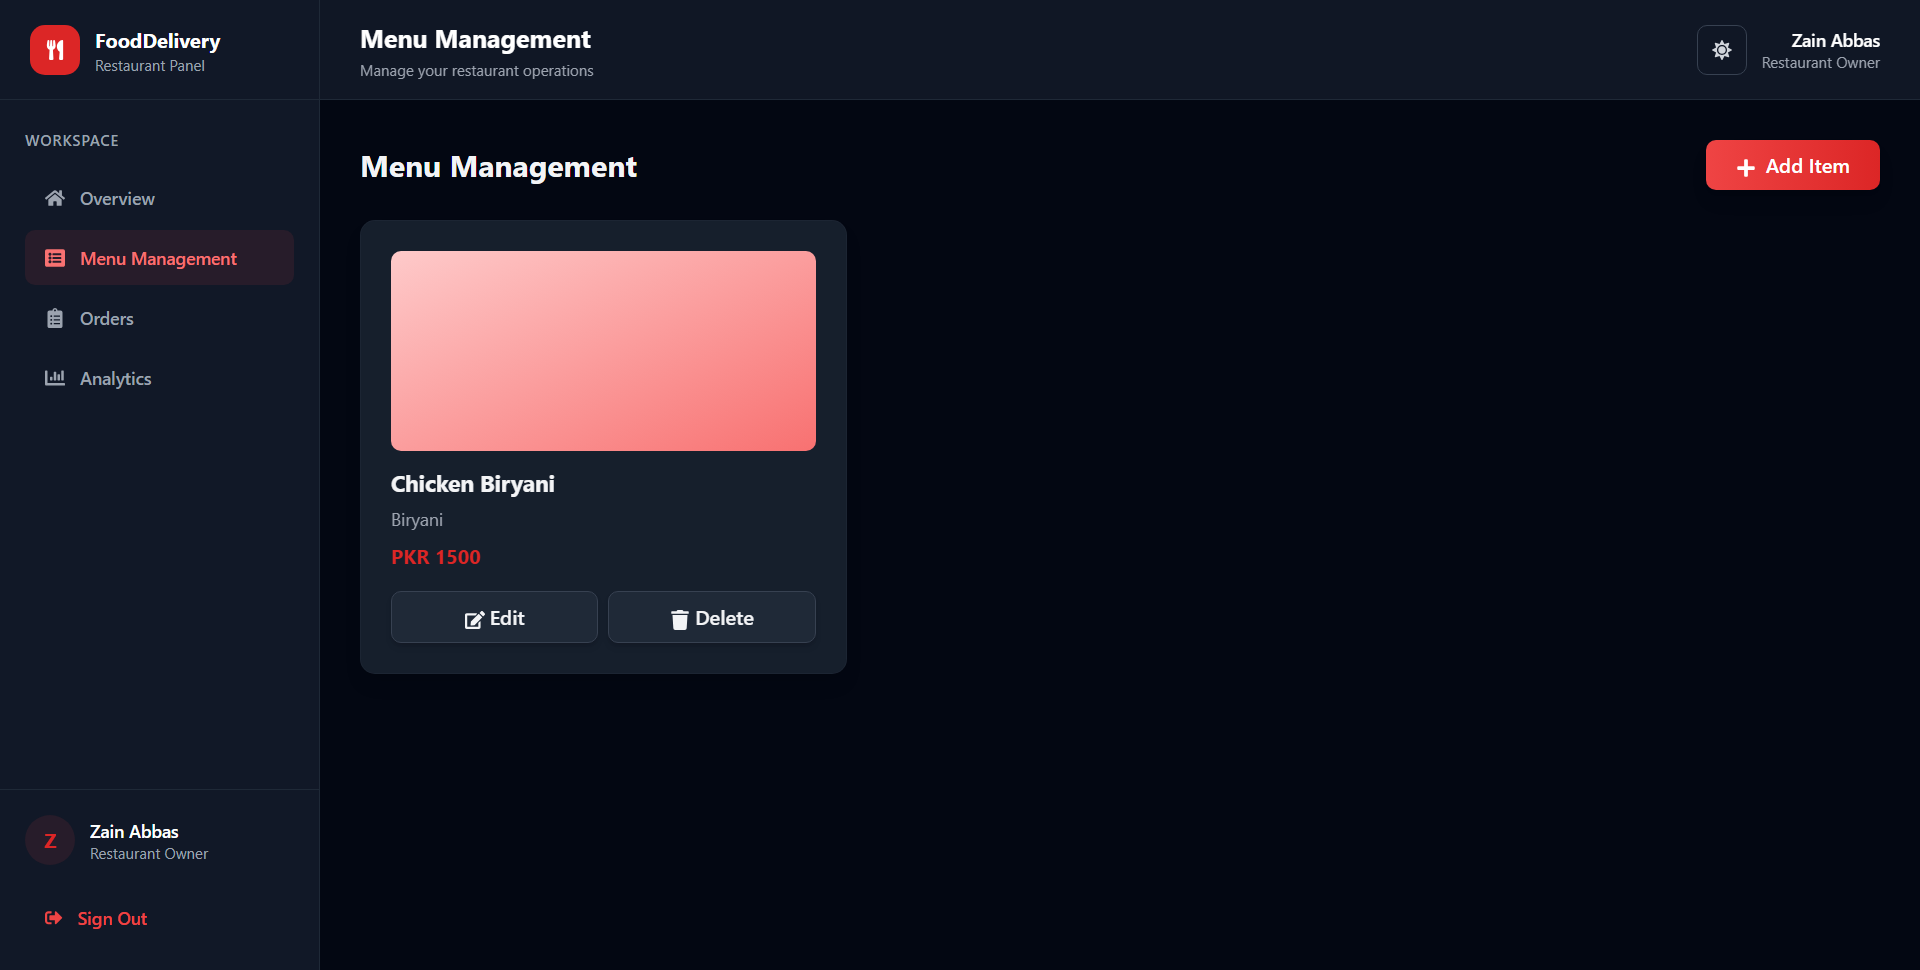 FoodDelivery
Restaurant Panel
WORKSPACE
Overview
Menu Management
Orders
Analytics
Z
Zain Abbas
Restaurant Owner
Sign Out
Menu Management
Manage your restaurant operations
Zain Abbas
Restaurant Owner
Menu Management
Add Item
Chicken Biryani
Biryani
PKR 1500
Edit
Delete